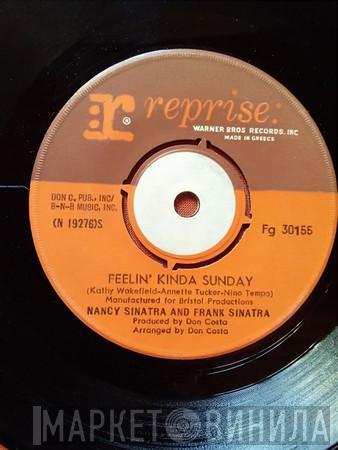 r® reprise:
WARNER BROS RECORDS. INC
MADE IN GREECE
DON C. PUB., INC/
B-N-B MUSIC, INC.
(N 19276)S
Fg 30155
FEELIN' KINDA SUNDAY
(Kathy Wakefield-Annette Tucker-Nino Tempo)
Manufactured for Bristol Productions
NANCY SINATRA AND FRANK SINATRA
Produced by Don Costa
Arranged by Don Costa
МАРКЕТ ВИНИЛА